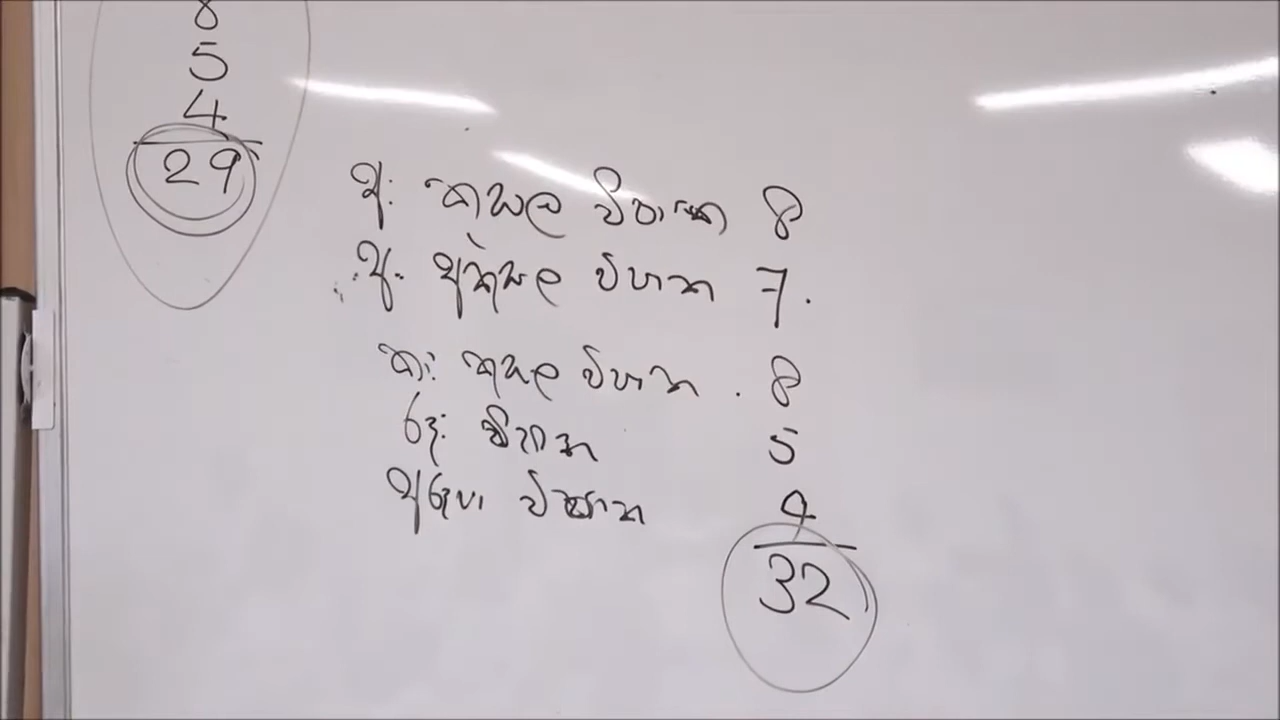 8
5
4
29
අ: කුසල විපාක 8
අ. අකුසල විපාක 7.
කා: කුසල විපාක . 8
රූ: විපාක 5
අරූපා විපාක 4
32